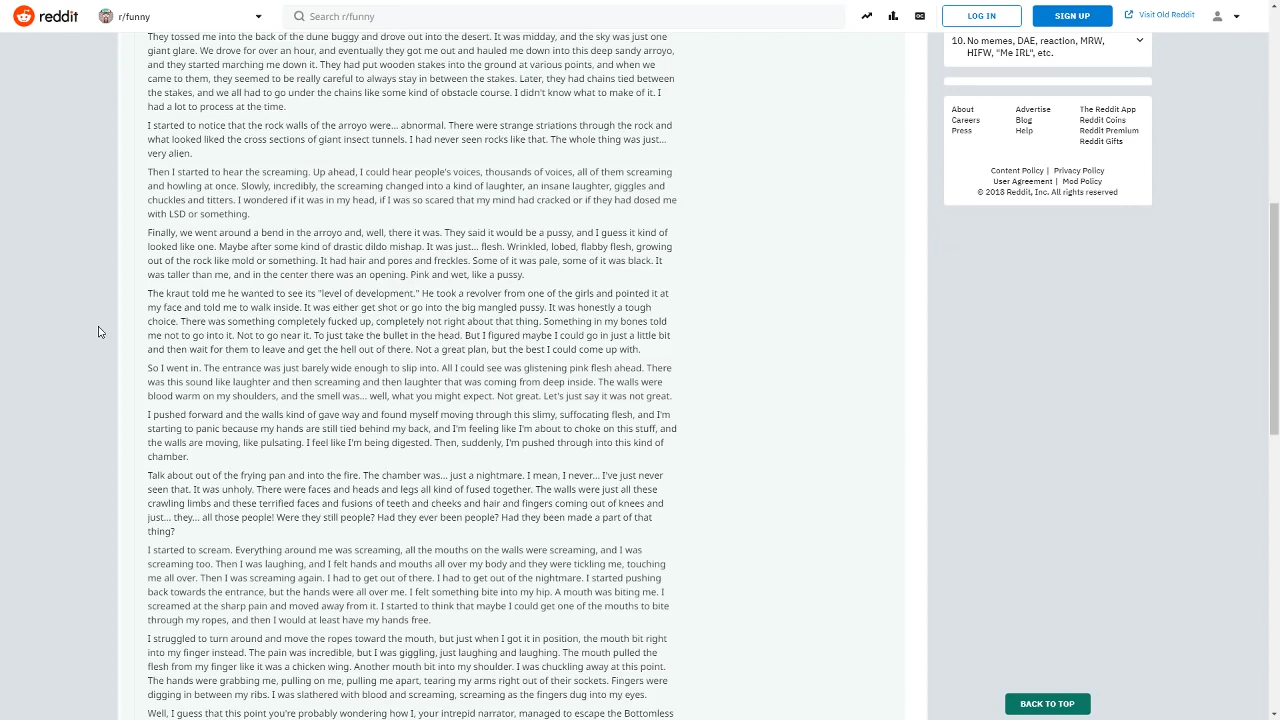 reddit
r/funny
Search r/funny
LOG IN
SIGN UP
Visit Old Reddit
They tossed me into the back of the dune buggy and drove out into the desert. It was midday, and the sky was just one
giant glare. We drove for over an hour, and eventually they got me out and hauled me down into this deep sandy arroyo,
and they started marching me down it. They had put wooden stakes into the ground at various points, and when we
came to them, they seemed to be really careful to always stay in between the stakes. Later, they had chains tied between
the stakes, and we all had to go under the chains like some kind of obstacle course. I didn't know what to make of it. I
had a lot to process at the time.
I started to notice that the rock walls of the arroyo were... abnormal. There were strange striations through the rock and
what looked liked the cross sections of giant insect tunnels. I had never seen rocks like that. The whole thing was just...
very alien.
Then I started to hear the screaming. Up ahead, I could hear people's voices, thousands of voices, all of them screaming
and howling at once. Slowly, incredibly, the screaming changed into a kind of laughter, an insane laughter, giggles and
chuckles and titters. I wondered if it was in my head, if I was so scared that my mind had cracked or if they had dosed me
with LSD or something.
Finally, we went around a bend in the arroyo and, well, there it was. They said it would be a pussy, and I guess it kind of
looked like one. Maybe after some kind of drastic dildo mishap. It was just... flesh. Wrinkled, lobed, flabby flesh, growing
out of the rock like mold or something. It had hair and pores and freckles. Some of it was pale, some of it was black. It
was taller than me, and in the center there was an opening. Pink and wet, like a pussy.
The kraut told me he wanted to see its "level of development." He took a revolver from one of the girls and pointed it at
my face and told me to walk inside. It was either get shot or go into the big mangled pussy. It was honestly a tough
choice. There was something completely fucked up, completely not right about that thing. Something in my bones told
me not to go into it. Not to go near it. To just take the bullet in the head. But I figured maybe I could go in just a little bit
and then wait for them to leave and get the hell out of there. Not a great plan, but the best I could come up with.
So I went in. The entrance was just barely wide enough to slip into. All I could see was glistening pink flesh ahead. There
was this sound like laughter and then screaming and then laughter that was coming from deep inside. The walls were
blood warm on my shoulders, and the smell was... well, what you might expect. Not great. Let's just say it was not great.
I pushed forward and the walls kind of gave way and found myself moving through this slimy, suffocating flesh, and I'm
starting to panic because my hands are still tied behind my back, and I'm feeling like I'm about to choke on this stuff, and
the walls are moving, like pulsating. I feel like I'm being digested. Then, suddenly, I'm pushed through into this kind of
chamber.
Talk about out of the frying pan and into the fire. The chamber was... just a nightmare. I mean, I never... I've just never
seen that. It was unholy. There were faces and heads and legs all kind of fused together. The walls were just all these
crawling limbs and these terrified faces and fusions of teeth and cheeks and hair and fingers coming out of knees and
just... they... all those people! Were they still people? Had they ever been people? Had they been made a part of that
thing?
I started to scream. Everything around me was screaming, all the mouths on the walls were screaming, and I was
screaming too. Then I was laughing, and I felt hands and mouths all over my body and they were tickling me, touching
me all over. Then I was screaming again. I had to get out of there. I had to get out of the nightmare. I started pushing
back towards the entrance, but the hands were all over me. I felt something bite into my hip. A mouth was biting me. I
screamed at the sharp pain and moved away from it. I started to think that maybe I could get one of the mouths to bite
through my ropes, and then I would at least have my hands free.
I struggled to turn around and move the ropes toward the mouth, but just when I got it in position, the mouth bit right
into my finger instead. The pain was incredible, but I was giggling, just laughing and laughing. The mouth pulled the
flesh from my finger like it was a chicken wing. Another mouth bit into my shoulder. I was chuckling away at this point.
The hands were grabbing me, pulling on me, pulling me apart, tearing my arms right out of their sockets. Fingers were
digging in between my ribs. I was slathered with blood and screaming, screaming as the fingers dug into my eyes.
Well, I guess that this point you're probably wondering how I, your intrepid narrator, managed to escape the Bottomless
10. No memes, DAE, reaction, MRW,
HIFW, "Me IRL", etc.
About
Careers
Press
Advertise
Blog
Help
The Reddit App
Reddit Coins
Reddit Premium
Reddit Gifts
Content Policy | Privacy Policy
User Agreement | Mod Policy
© 2018 Reddit, Inc. All rights reserved
BACK TO TOP